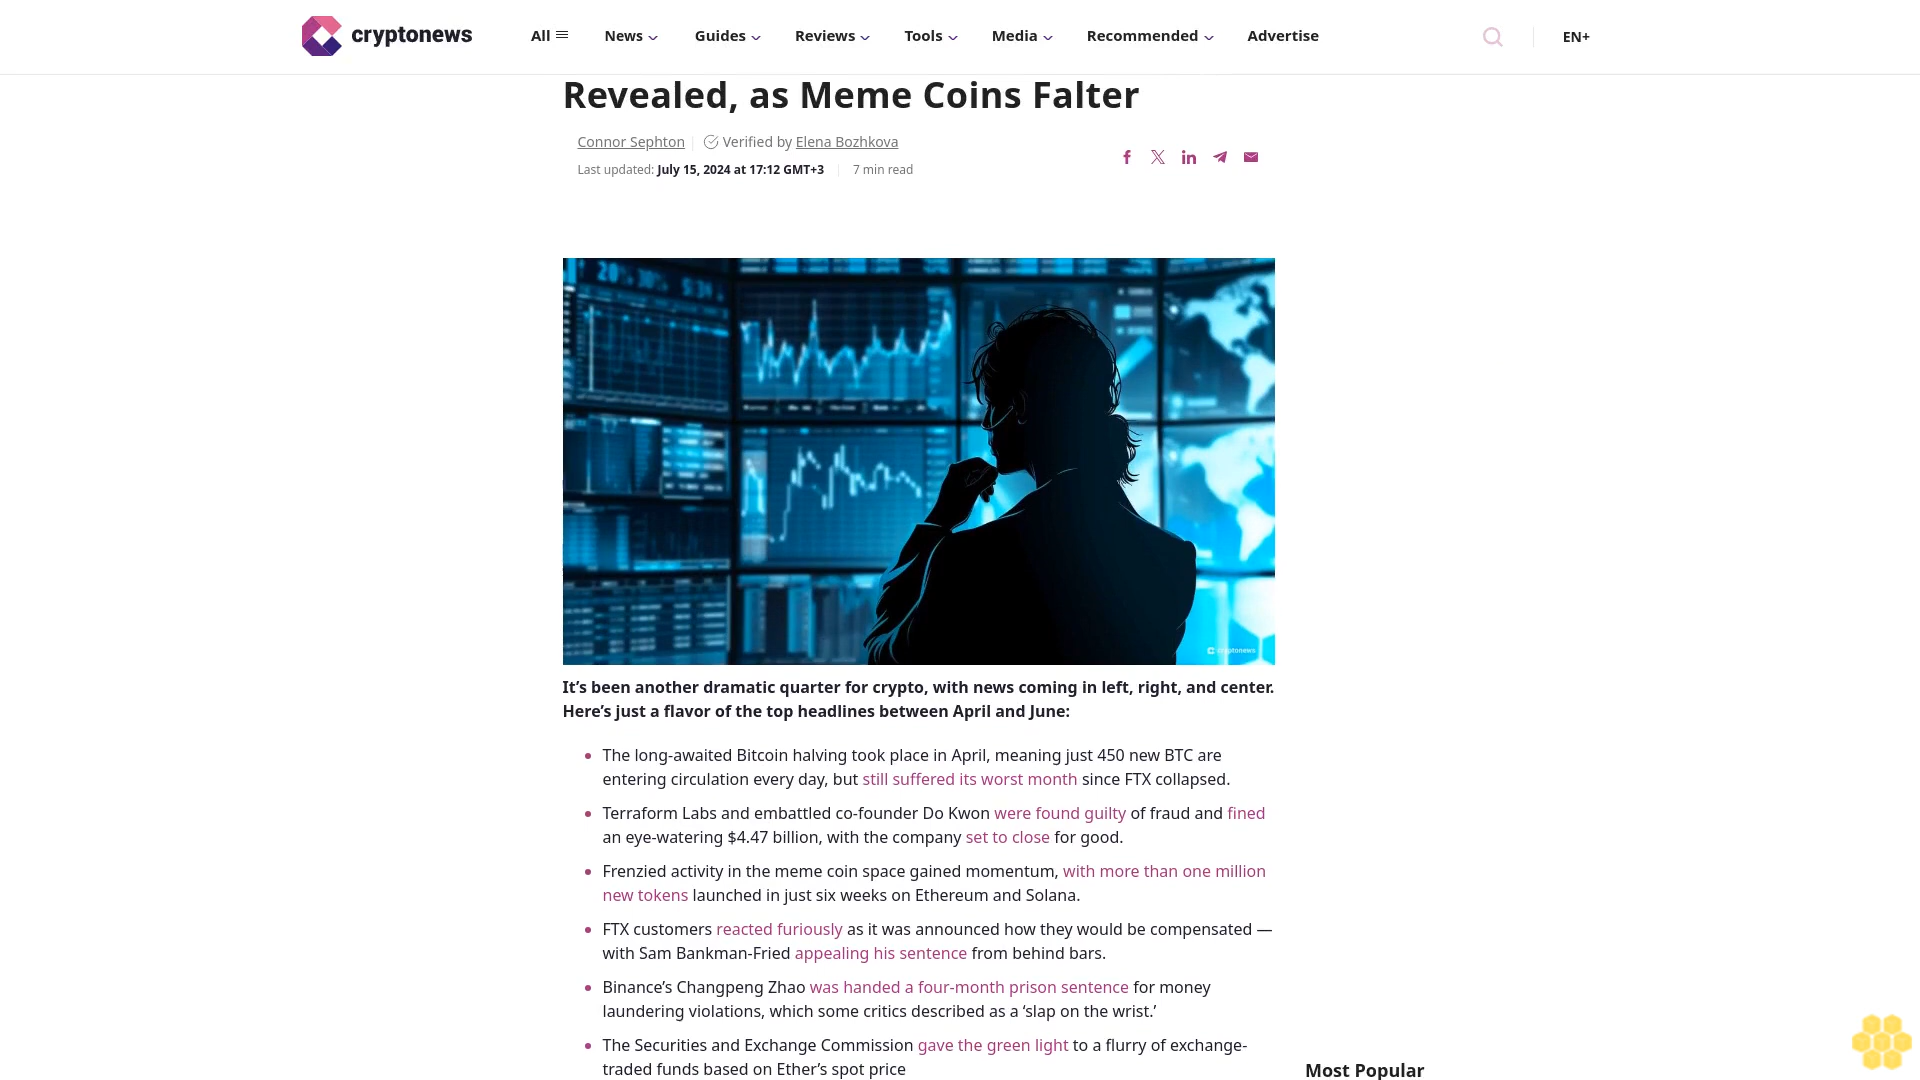 cryptonews
All
News
Guides
Reviews
Tools
Media
Recommended
Advertise
EN+
Revealed, as Meme Coins Falter
Connor Sephton
Verified by Elena Bozhkova
Last updated: July 15, 2024 at 17:12 GMT+3
7 min read
cryptonews
It’s been another dramatic quarter for crypto, with news coming in left, right, and center.
Here’s just a flavor of the top headlines between April and June:
The long-awaited Bitcoin halving took place in April, meaning just 450 new BTC are
entering circulation every day, but still suffered its worst month since FTX collapsed.
Terraform Labs and embattled co-founder Do Kwon were found guilty of fraud and fined
an eye-watering $4.47 billion, with the company set to close for good.
Frenzied activity in the meme coin space gained momentum, with more than one million
new tokens launched in just six weeks on Ethereum and Solana.
FTX customers reacted furiously as it was announced how they would be compensated —
with Sam Bankman-Fried appealing his sentence from behind bars.
Binance’s Changpeng Zhao was handed a four-month prison sentence for money
laundering violations, which some critics described as a ‘slap on the wrist.’
The Securities and Exchange Commission gave the green light to a flurry of exchange-
traded funds based on Ether’s spot price
Most Popular